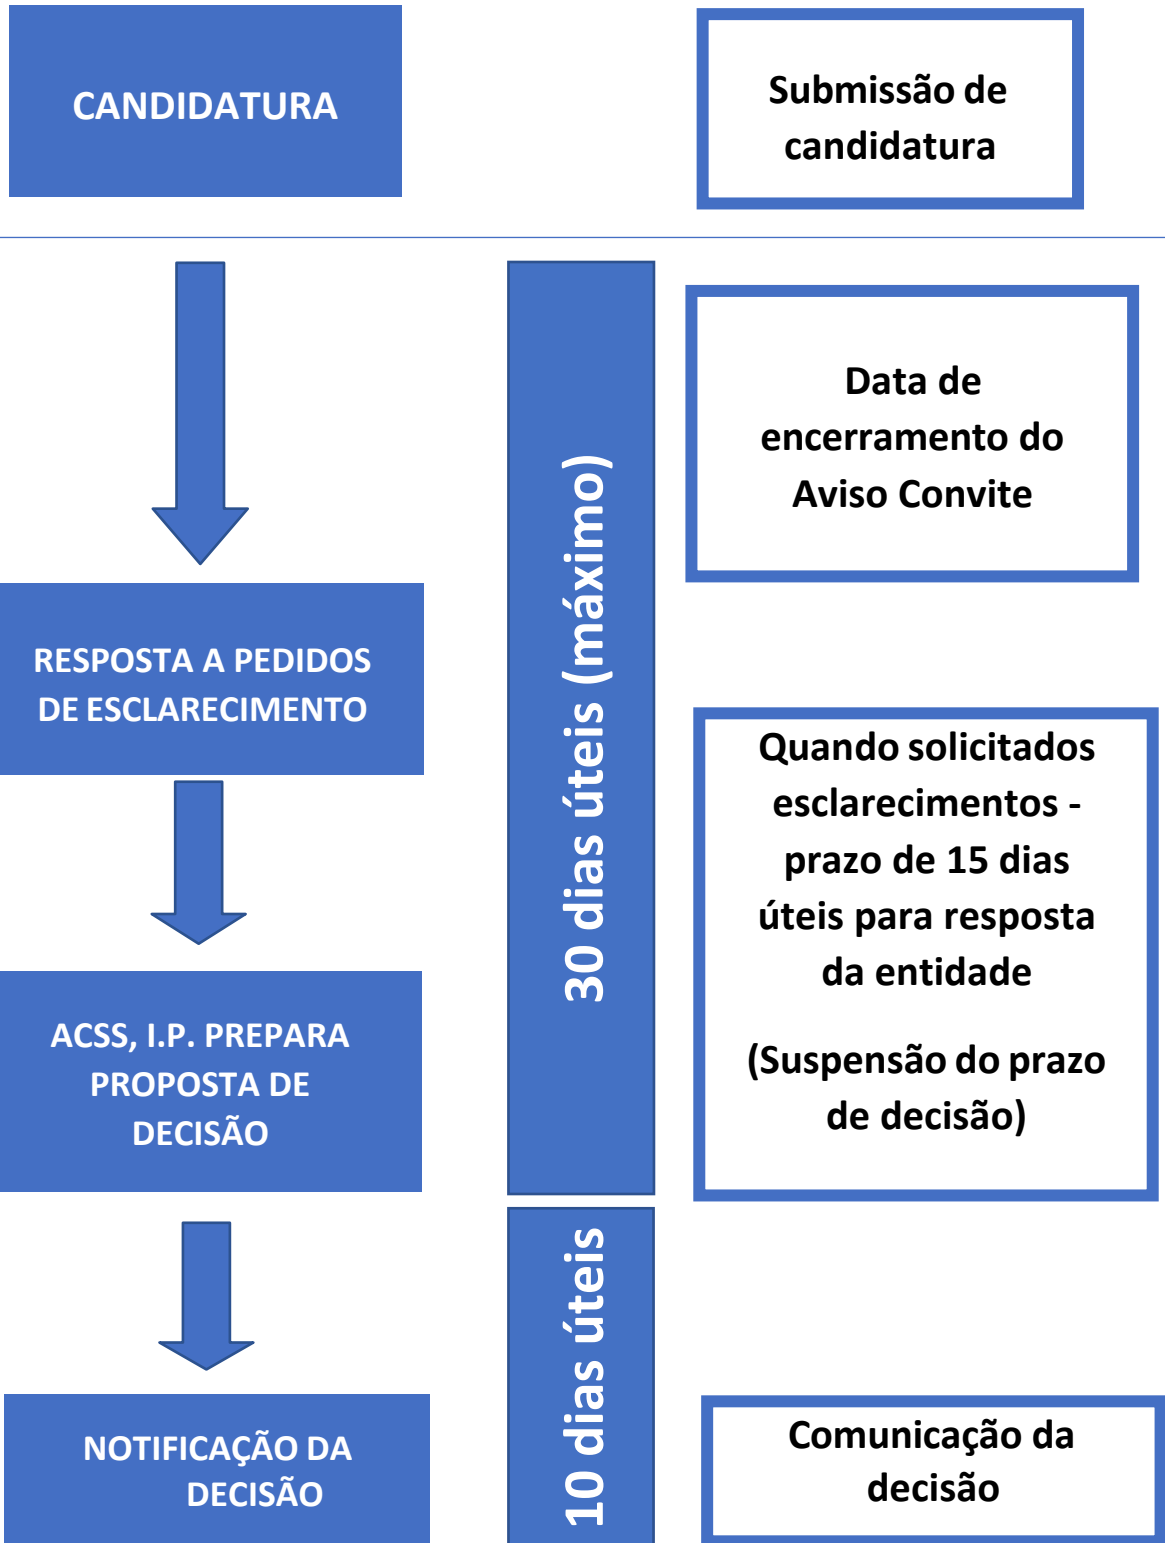 CANDIDATURA
Submissão de
candidatura
Data de
encerramento do
Aviso Convite
30 dias úteis (máximo)
RESPOSTA A PEDIDOS
DE ESCLARECIMENTO
Quando solicitados
esclarecimentos -
prazo de 15 dias
úteis para resposta
da entidade
(Suspensão do prazo
de decisão)
ACSS, I.P. PREPARA
PROPOSTA DE
DECISÃO
10 dias úteis
NOTIFICAÇÃO DA
DECISÃO
Comunicação da
decisão